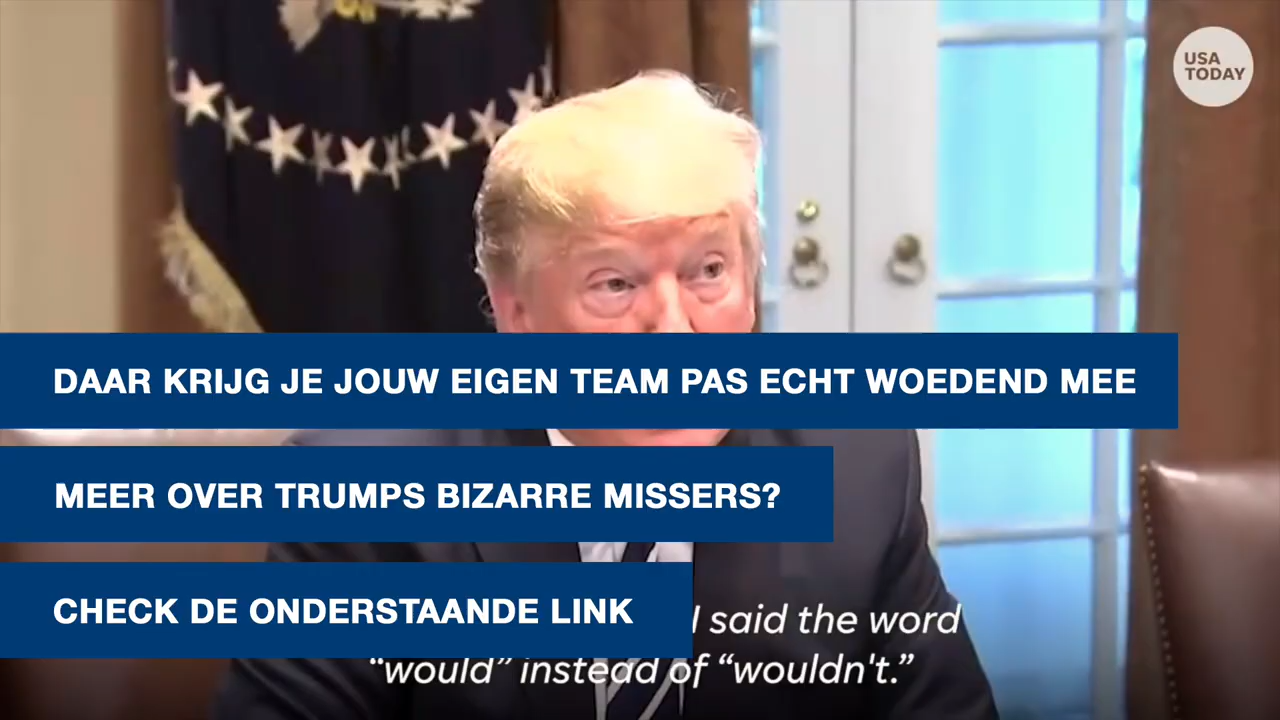 USA
TODAY
DAAR KRIJG JE JOUW EIGEN TEAM PAS ECHT WOEDEND MEE
MEER OVER TRUMPS BIZARRE MISSERS?
CHECK DE ONDERSTAANDE LINK
I said the word
“would” instead of “wouldn't.”